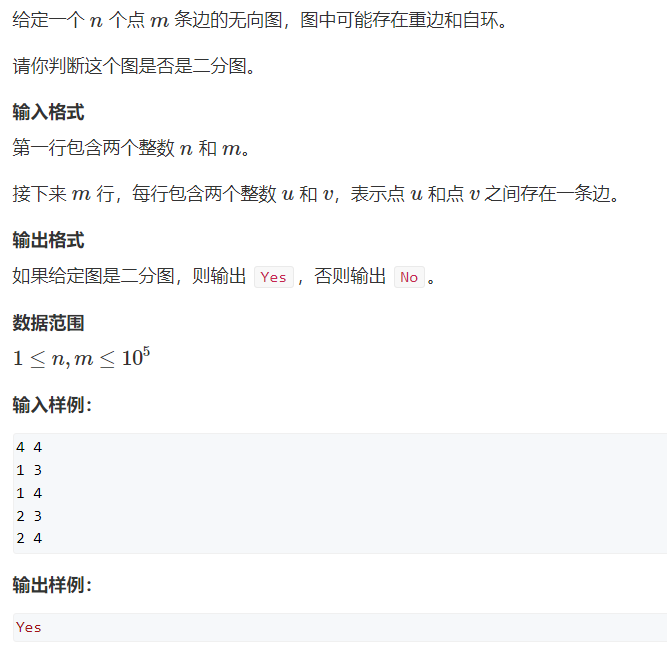 给定一个 n 个点 m 条边的无向图，图中可能存在重边和自环。
请你判断这个图是否是二分图。
输入格式
第一行包含两个整数 n 和 m。
接下来 m 行，每行包含两个整数 u 和 v，表示点 u 和点 v 之间存在一条边。
输出格式
如果给定图是二分图，则输出 Yes ，否则输出 No 。
数据范围
1 ≤ n, m ≤ 10⁵
输入样例：
4 4
1 3
1 4
2 3
2 4
输出样例：
Yes